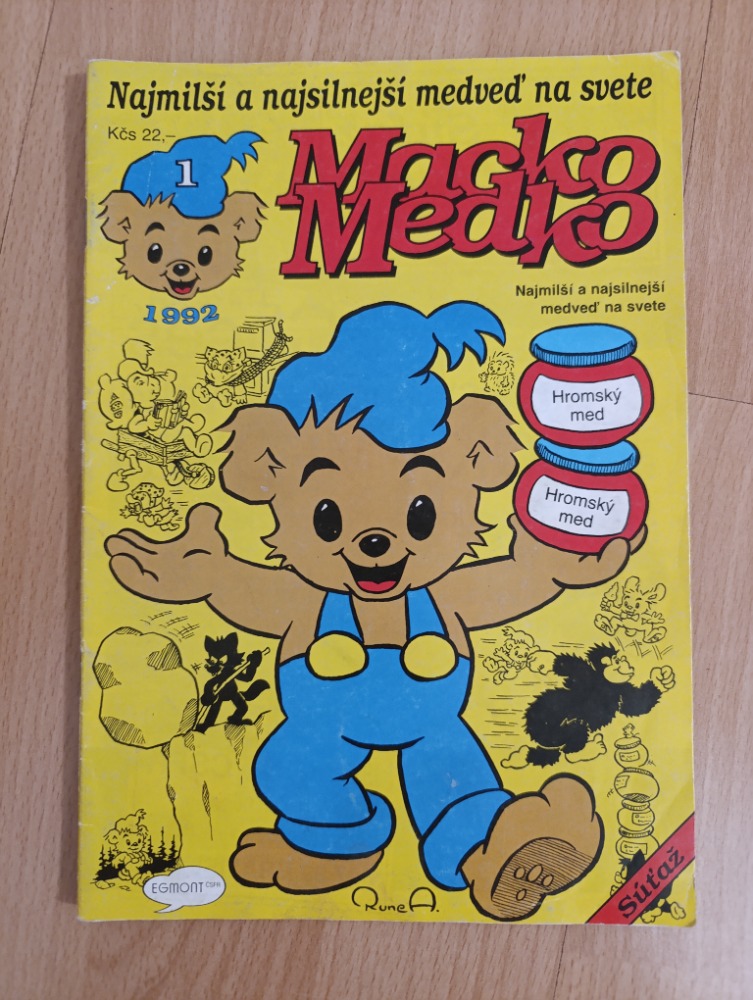 Najmilší a najsilnejší medveď na svete
Kčs 22,–
1
1992
Macko
Medko
Najmilší a najsilnejší
medveď na svete
Hromský
med
Hromský
med
EGMONT ČSFR
Rune A.
Súťaž